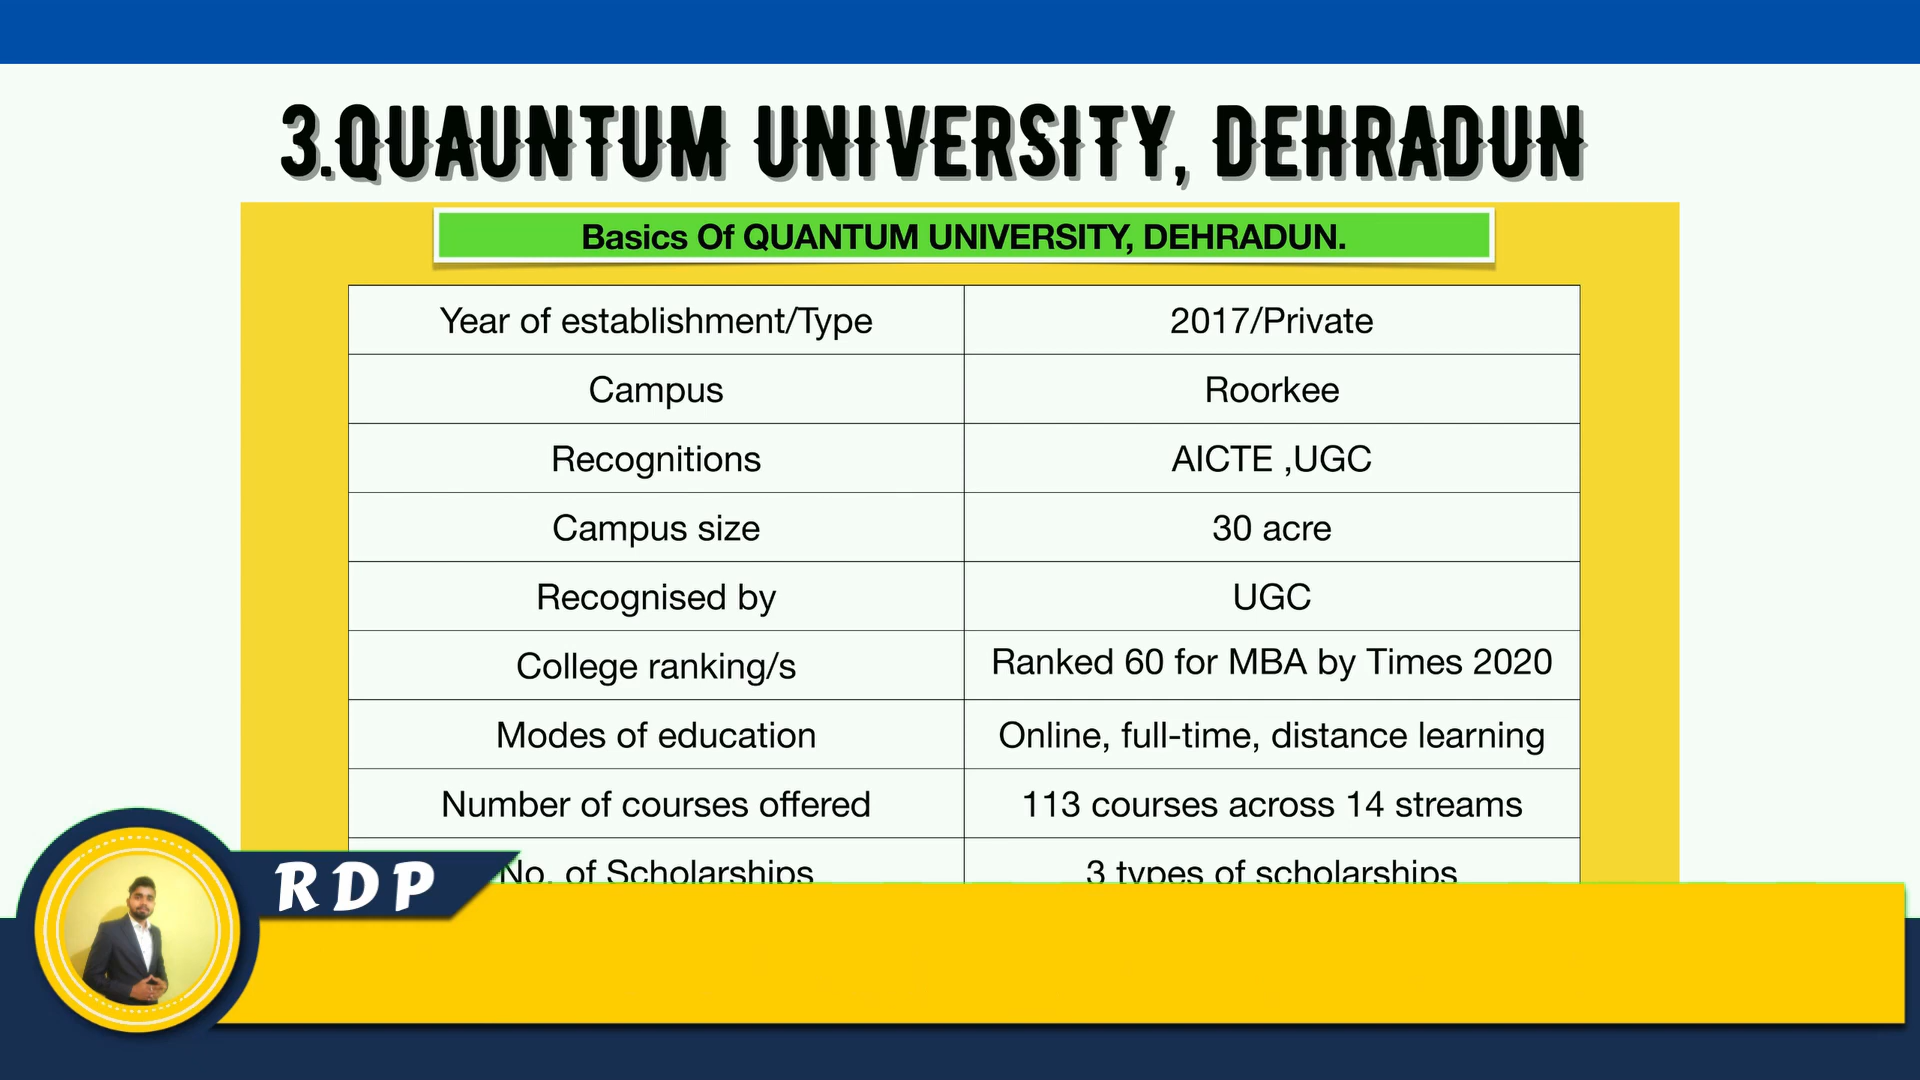 3.QUAUNTUM UNIVERSITY, DEHRADUN
Basics Of QUANTUM UNIVERSITY, DEHRADUN.
Year of establishment/Type 2017/Private
Campus Roorkee
Recognitions AICTE ,UGC
Campus size 30 acre
Recognised by UGC
College ranking/s Ranked 60 for MBA by Times 2020
Modes of education Online, full-time, distance learning
Number of courses offered 113 courses across 14 streams
No. of Scholarships 3 types of scholarships
RDP